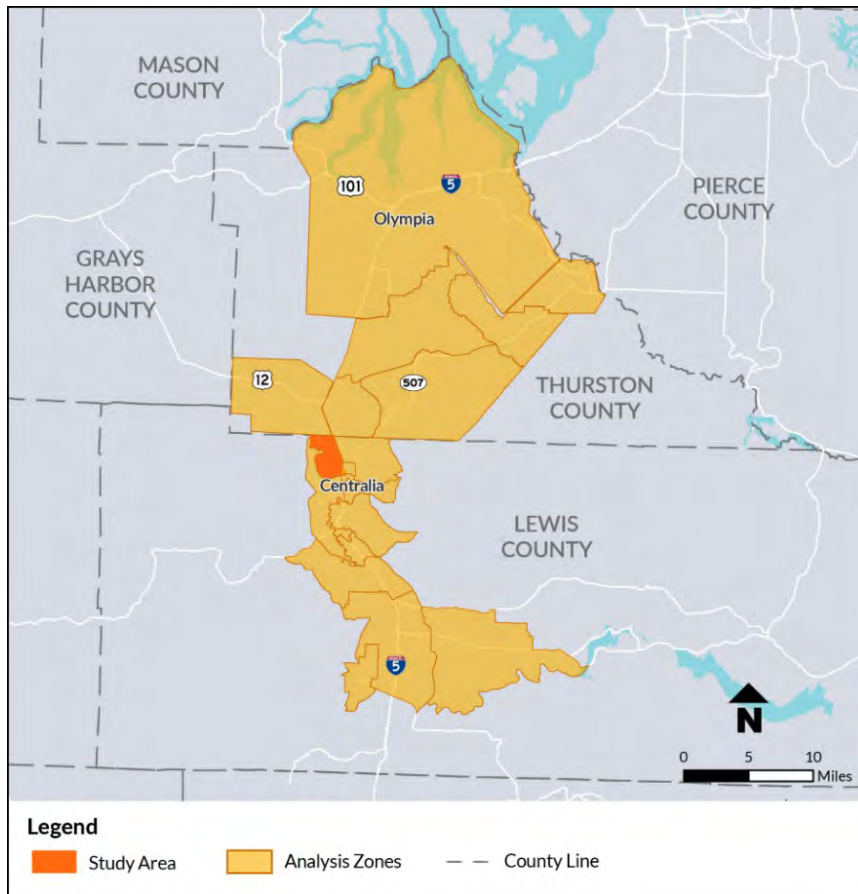 MASON
COUNTY
101
5
Olympia
PIERCE
COUNTY
GRAYS
HARBOR
COUNTY
12
507
THURSTON
COUNTY
Centralia
LEWIS
COUNTY
5
N
0 5 10
Miles
Legend
Study Area Analysis Zones County Line